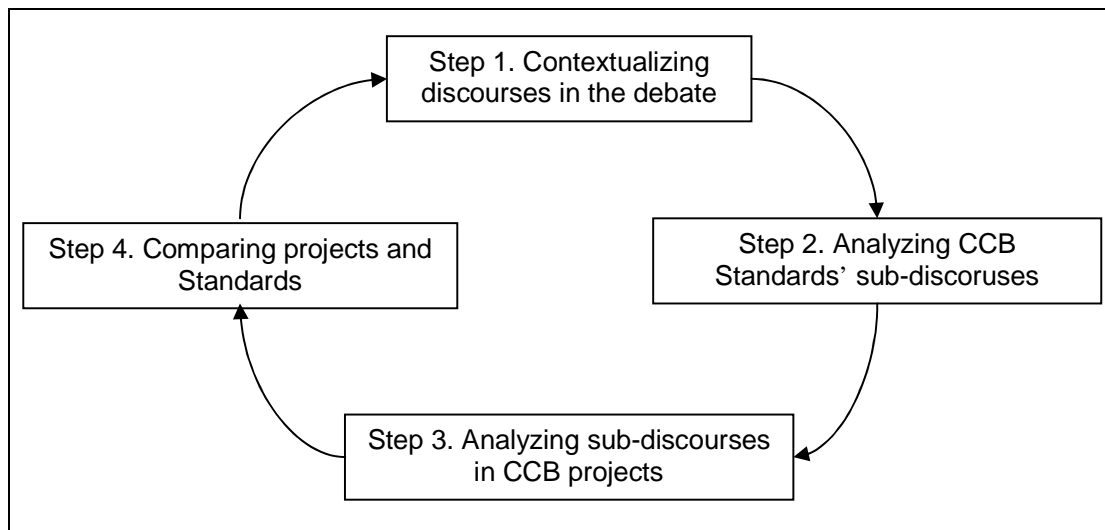 Step 1. Contextualizing
discourses in the debate
Step 2. Analyzing CCB
Standards’ sub-discoruses
Step 3. Analyzing sub-discourses
in CCB projects
Step 4. Comparing projects and
Standards